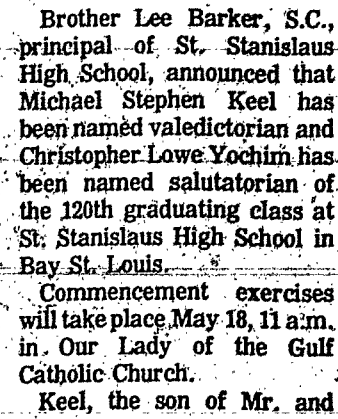 Brother Lee Barker, S.C.,
principal of St. Stanislaus
High School, announced that
Michael Stephen Keel has
been named valedictorian and
Christopher Lowe Yochim has
been named salutatorian of
the 120th graduating class at
St. Stanislaus High School in
Bay St. Louis.
Commencement exercises
will take place May 18, 11 a.m.
in Our Lady of the Gulf
Catholic Church.
Keel, the son of Mr. and